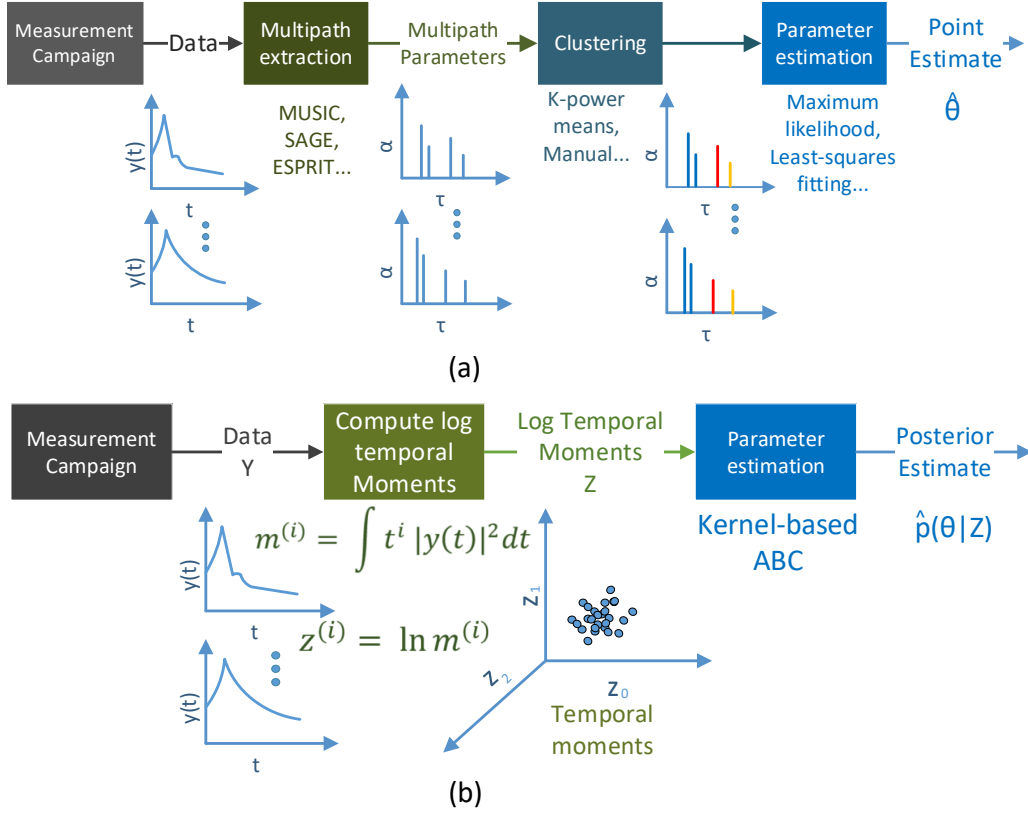 Measurement
Campaign
Data
Multipath
extraction
Multipath
Parameters
Clustering
Parameter
estimation
Point
Estimate
θ̂
MUSIC,
SAGE,
ESPRIT...
K-power
means,
Manual...
Maximum
likelihood,
Least-squares
fitting...
y(t)
t
α
τ
α
τ
y(t)
t
α
τ
α
τ
(a)
Measurement
Campaign
Data
Y
Compute log
temporal
Moments
Log Temporal
Moments
Z
Parameter
estimation
Posterior
Estimate
p̂(θ|Z)
Kernel-based
ABC
m⁽ⁱ⁾ = ∫ tⁱ |y(t)|² dt
z⁽ⁱ⁾ = ln m⁽ⁱ⁾
y(t)
t
y(t)
t
z₁
z₂
z₀
Temporal
moments
(b)